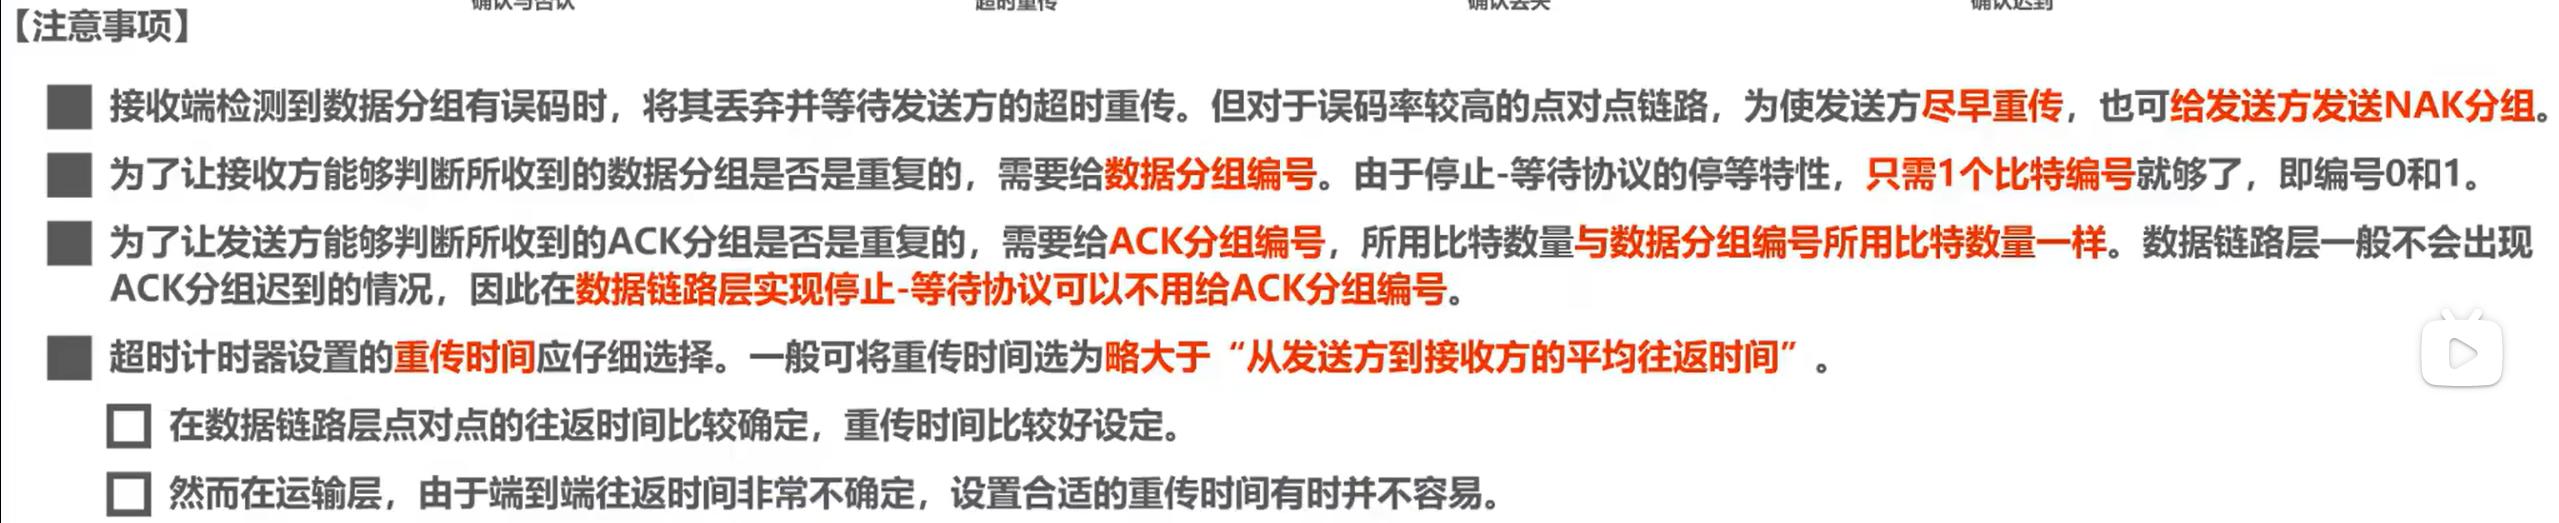 确认与否认 超时重传 确认丢失 确认迟到
【注意事项】
接收端检测到数据分组有误码时，将其丢弃并等待发送方的超时重传。但对于误码率较高的点对点链路，为使发送方尽早重传，也可给发送方发送NAK分组。
为了让接收方能够判断所收到的数据分组是否是重复的，需要给数据分组编号。由于停止-等待协议的停等特性，只需1个比特编号就够了，即编号0和1。
为了让发送方能够判断所收到的ACK分组是否是重复的，需要给ACK分组编号，所用比特数量与数据分组编号所用比特数量一样。数据链路层一般不会出现
ACK分组迟到的情况，因此在数据链路层实现停止-等待协议可以不用给ACK分组编号。
超时计时器设置的重传时间应仔细选择。一般可将重传时间选为略大于“从发送方到接收方的平均往返时间”。
在数据链路层点对点的往返时间比较确定，重传时间比较好设定。
然而在运输层，由于端到端往返时间非常不确定，设置合适的重传时间有时并不容易。